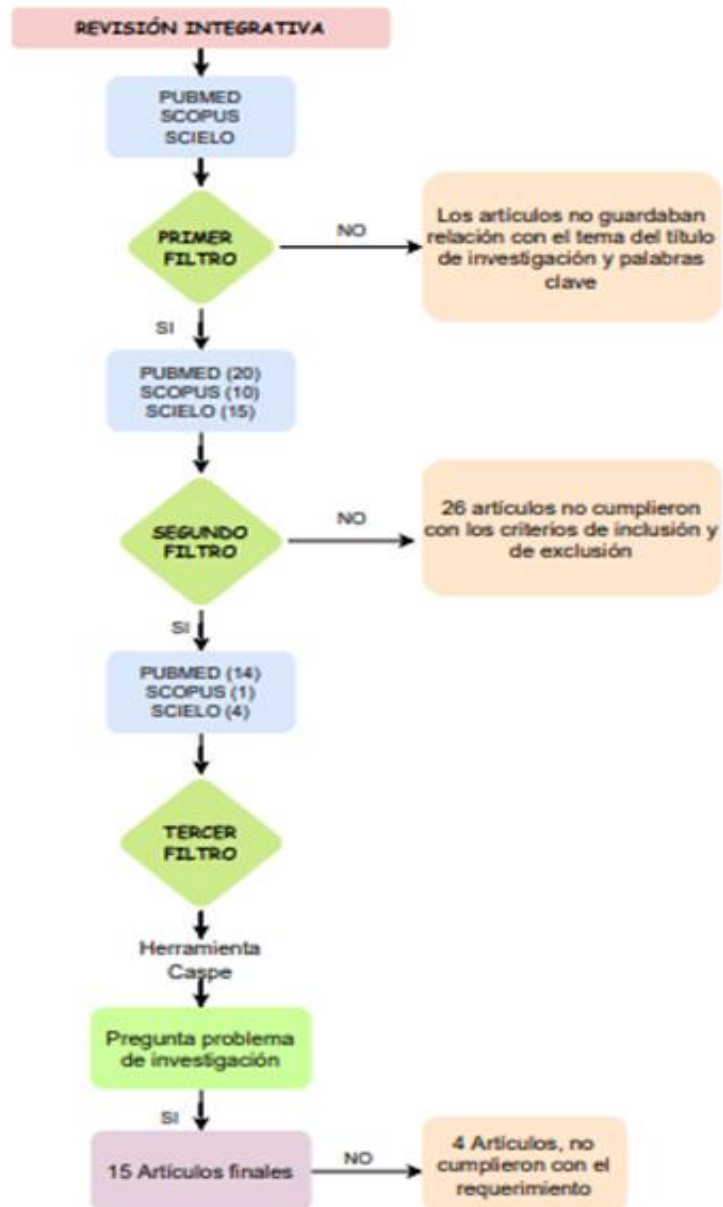 REVISIÓN INTEGRATIVA
PUBMED
SCOPUS
SCIELO
PRIMER
FILTRO
NO
Los artículos no guardaban
relación con el tema del título
de investigación y palabras
clave
SI
PUBMED (20)
SCOPUS (10)
SCIELO (15)
SEGUNDO
FILTRO
NO
26 artículos no cumplieron
con los criterios de inclusión y
de exclusión
SI
PUBMED (14)
SCOPUS (1)
SCIELO (4)
TERCER
FILTRO
Herramienta
Caspe
Pregunta problema
de investigación
SI
15 Artículos finales
NO
4 Artículos, no
cumplieron con el
requerimiento